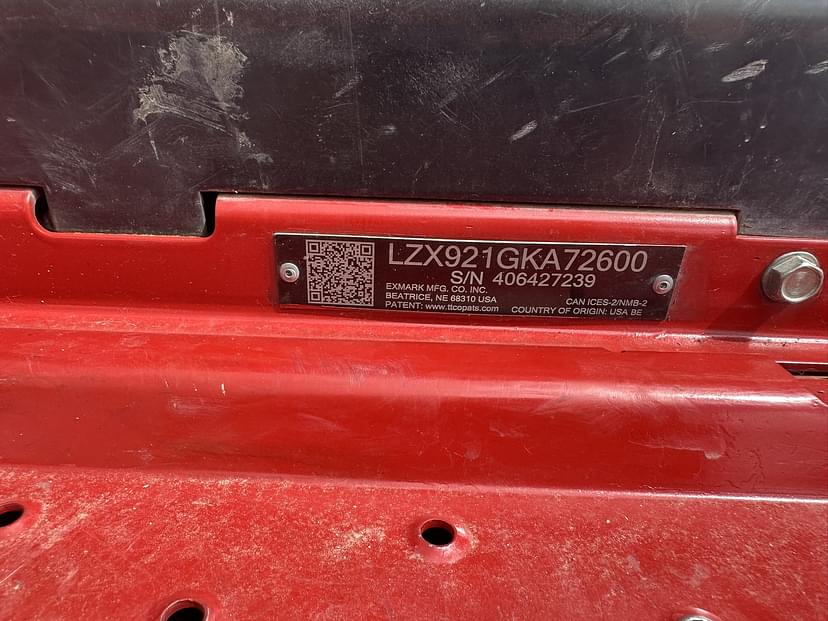 LZX921GKA72600
S/N 406427239
EXMARK MFG. CO. INC.
BEATRICE, NE 68310 USA
CAN ICES-2/NMB-2
PATENT: www.ttcopats.com
COUNTRY OF ORIGIN: USA BE